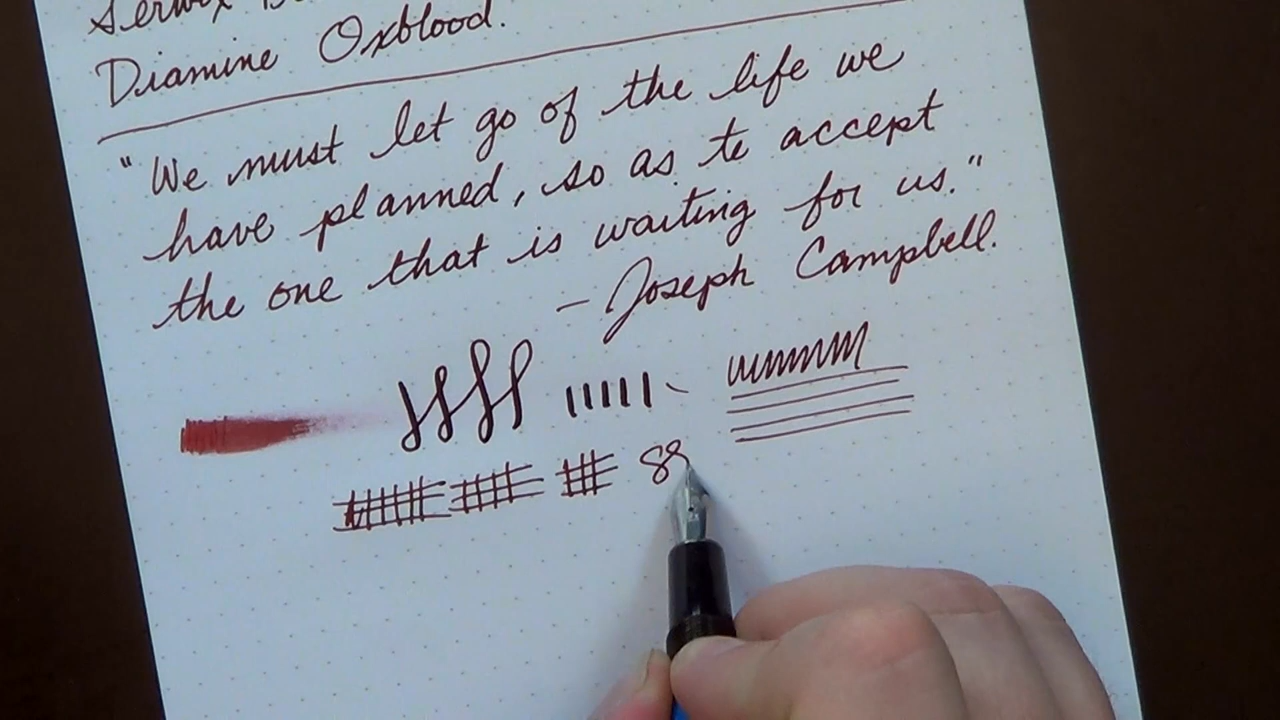 Diamine Oxblood.
"We must let go of the life we
have planned, so as to accept
the one that is waiting for us."
- Joseph Campbell.
88